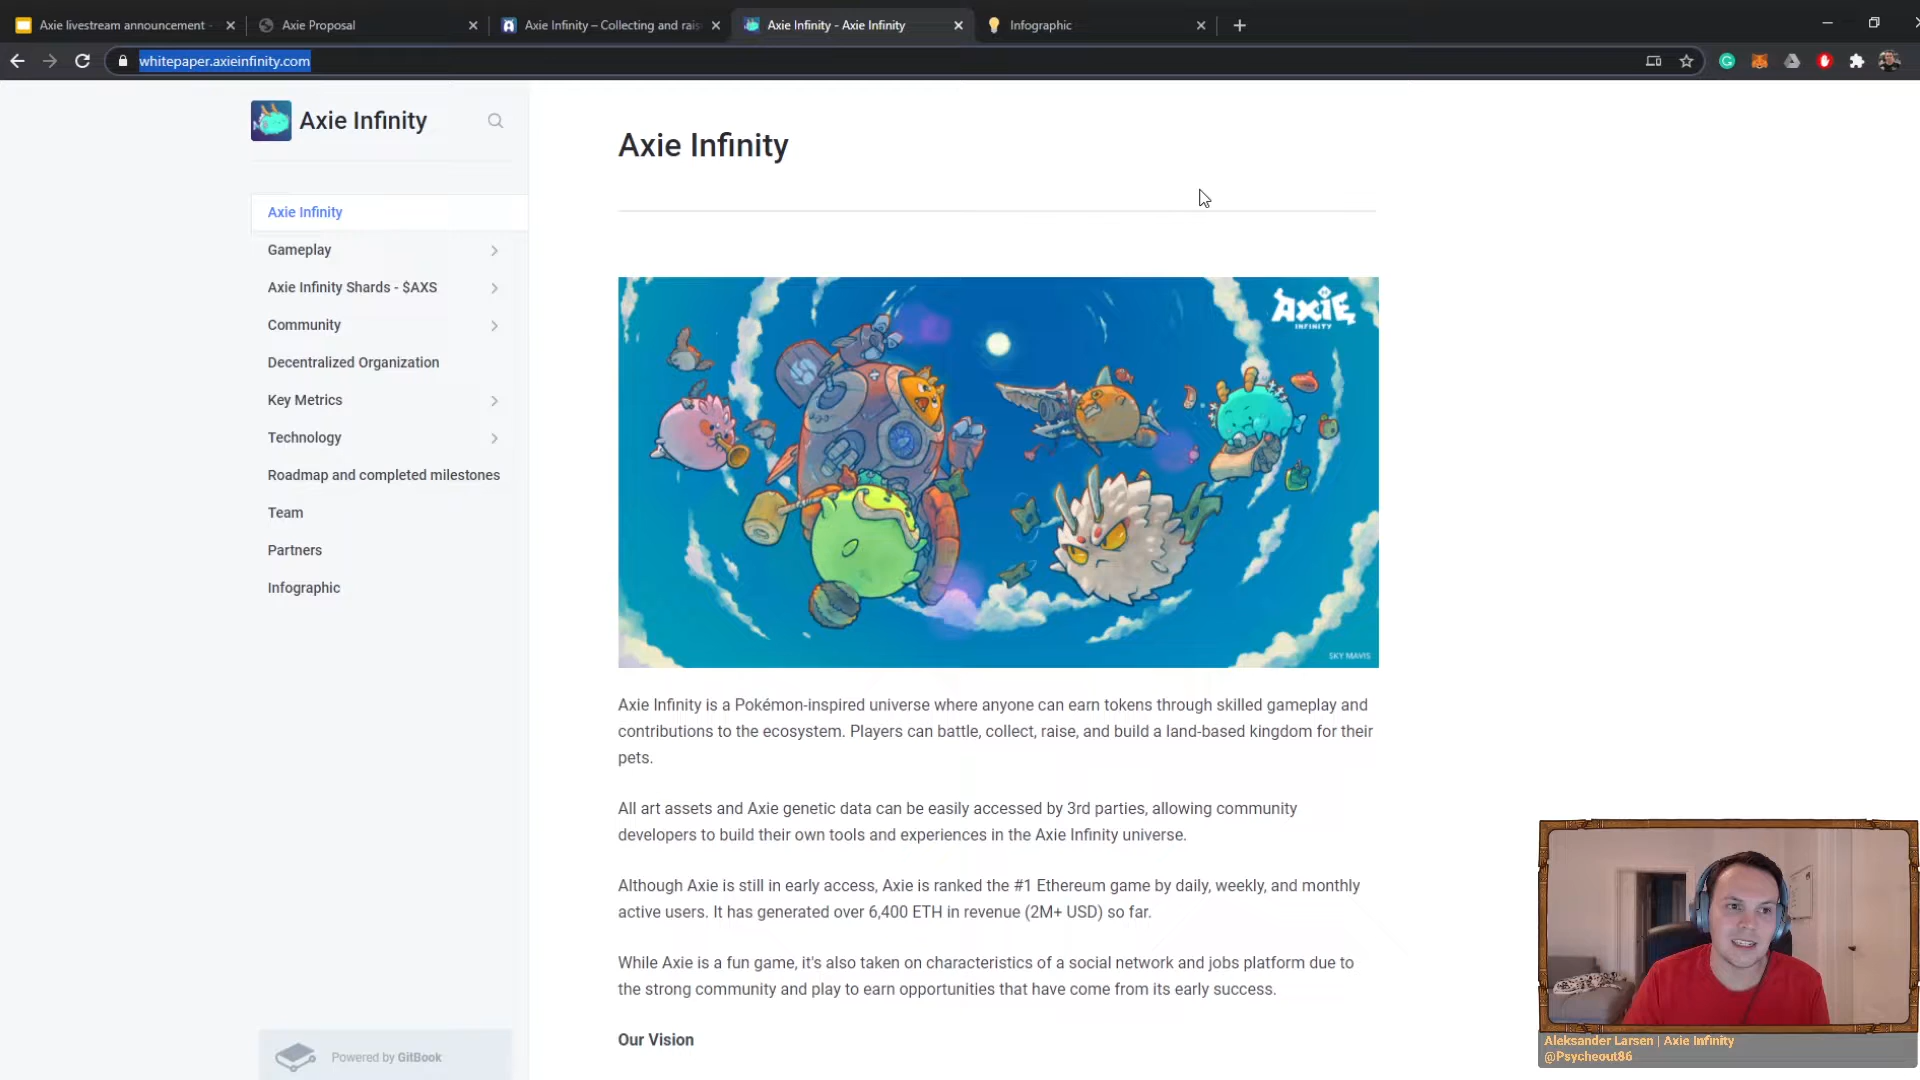 Axie livestream announcement -
Axie Proposal
Axie Infinity – Collecting and rais
Axie Infinity - Axie Infinity
Infographic
whitepaper.axieinfinity.com
Axie Infinity
Axie Infinity
Gameplay
Axie Infinity Shards - $AXS
Community
Decentralized Organization
Key Metrics
Technology
Roadmap and completed milestones
Team
Partners
Infographic
Powered by GitBook
Axie Infinity
AXIE
INFINITY
SKY MAVIS
Axie Infinity is a Pokémon-inspired universe where anyone can earn tokens through skilled gameplay and
contributions to the ecosystem. Players can battle, collect, raise, and build a land-based kingdom for their
pets.
All art assets and Axie genetic data can be easily accessed by 3rd parties, allowing community
developers to build their own tools and experiences in the Axie Infinity universe.
Although Axie is still in early access, Axie is ranked the #1 Ethereum game by daily, weekly, and monthly
active users. It has generated over 6,400 ETH in revenue (2M+ USD) so far.
While Axie is a fun game, it's also taken on characteristics of a social network and jobs platform due to
the strong community and play to earn opportunities that have come from its early success.
Our Vision
Aleksander Larsen | Axie Infinity
@Psycheout86